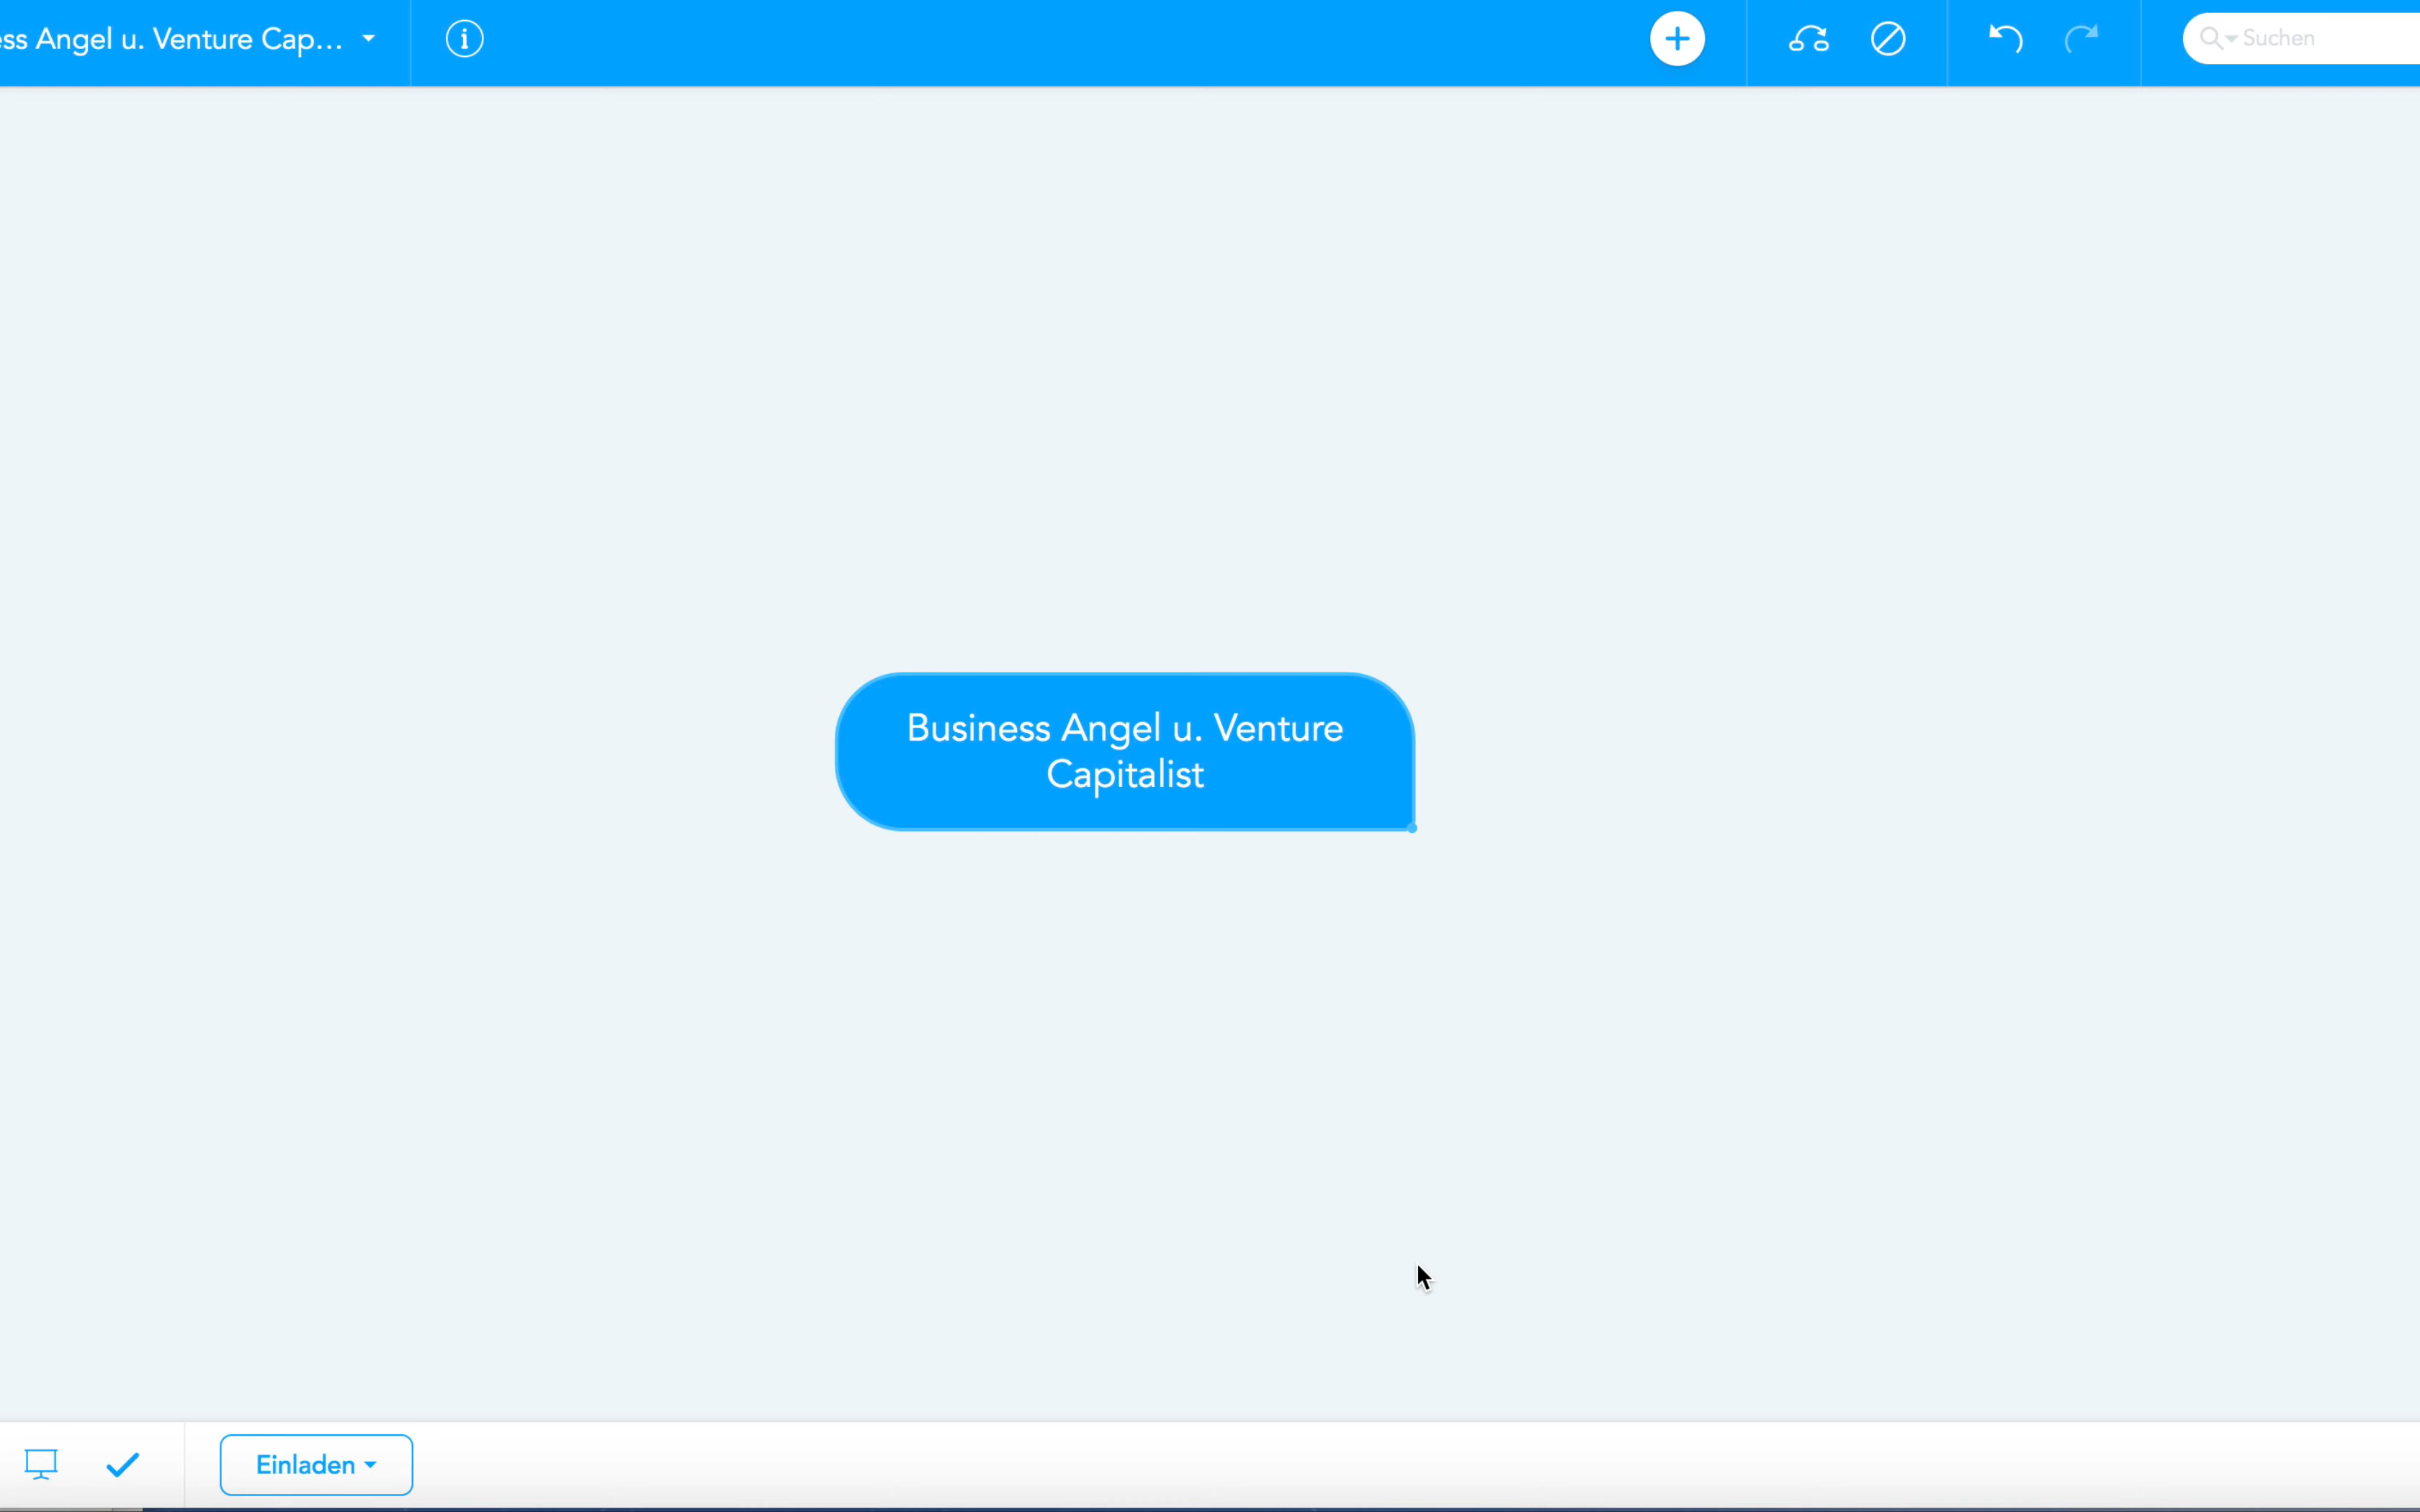 ss Angel u. Venture Cap...
Suchen
Business Angel u. Venture
Capitalist
Einladen